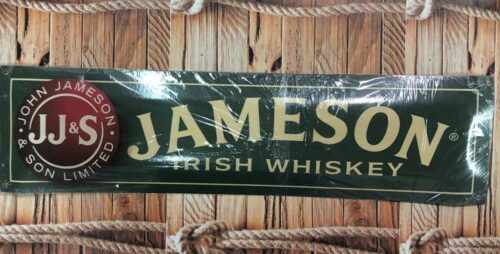 JOHN JAMESON
JJ&S
& SON LIMITED
JAMESON®
IRISH WHISKEY